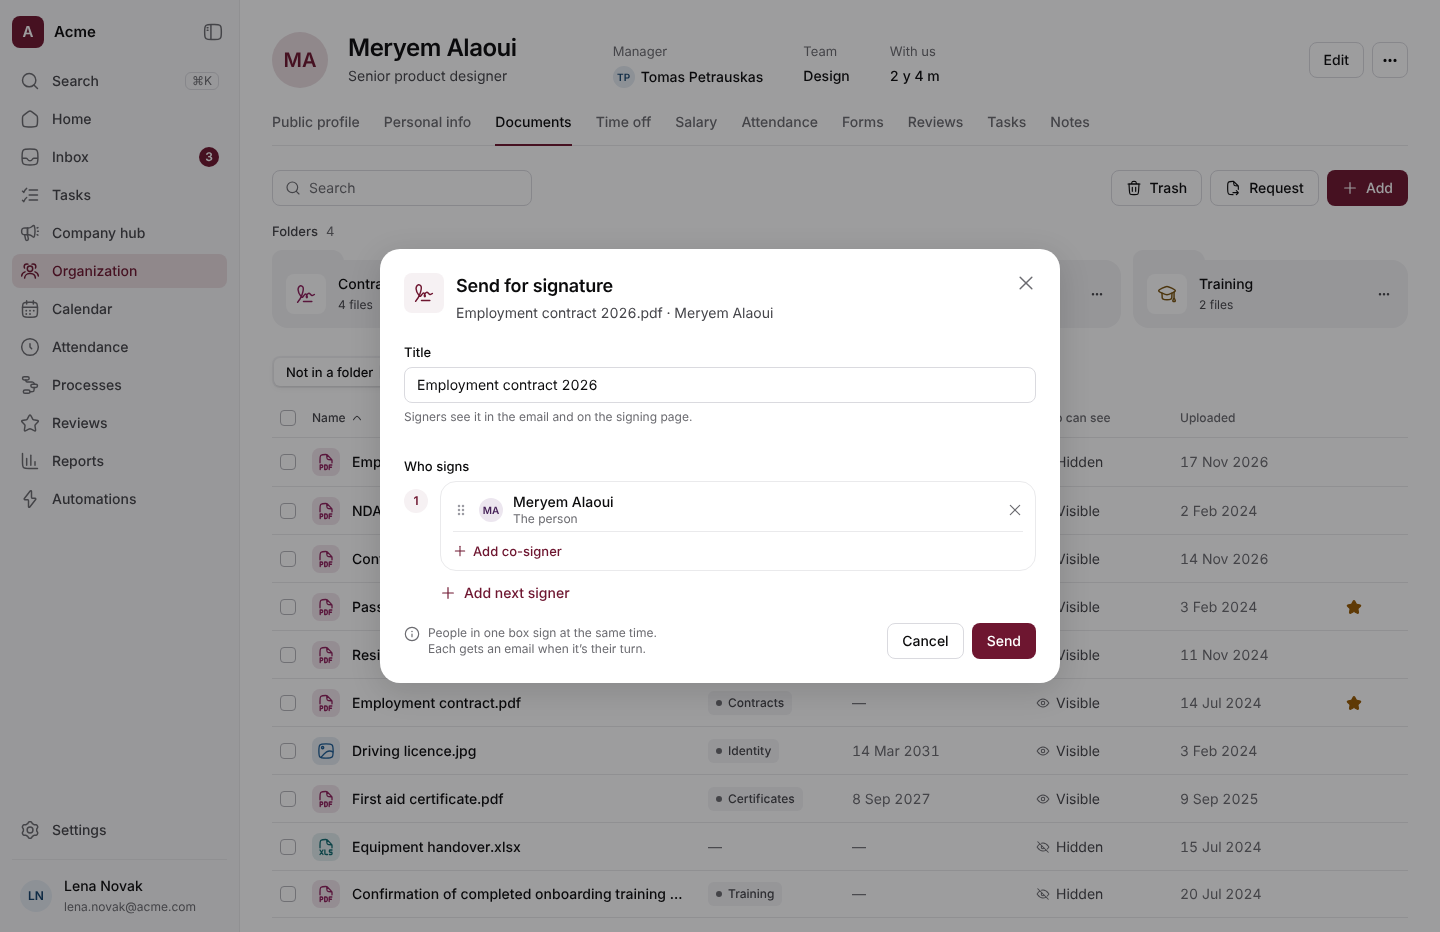 A
Acme
Search
⌘K
Home
Inbox
3
Tasks
Company hub
Organization
Calendar
Attendance
Processes
Reviews
Reports
Automations
Settings
LN
Lena Novak
lena.novak@acme.com
MA
Meryem Alaoui
Senior product designer
Manager
TP
Tomas Petrauskas
Team
Design
With us
2 y 4 m
Edit
Public profile
Personal info
Documents
Time off
Salary
Attendance
Forms
Reviews
Tasks
Notes
Search
Trash
Request
Add
Folders 4
4 files
Training
2 files
Not in a folder
Name
can see
Uploaded
PDF
Hidden
17 Nov 2026
PDF
NDA
Visible
2 Feb 2024
PDF
Visible
14 Nov 2026
PDF
Visible
3 Feb 2024
PDF
Visible
11 Nov 2024
PDF
Employment contract.pdf
Contracts
—
Visible
14 Jul 2024
Driving licence.jpg
Identity
14 Mar 2031
Visible
3 Feb 2024
PDF
First aid certificate.pdf
Certificates
8 Sep 2027
Visible
9 Sep 2025
XLS
Equipment handover.xlsx
—
—
Hidden
15 Jul 2024
PDF
Confirmation of completed onboarding training ...
Training
—
Hidden
20 Jul 2024
Send for signature
Employment contract 2026.pdf · Meryem Alaoui
Title
Employment contract 2026
Signers see it in the email and on the signing page.
Who signs
1
MA
Meryem Alaoui
The person
Add co-signer
Add next signer
People in one box sign at the same time.
Each gets an email when it's their turn.
Cancel
Send